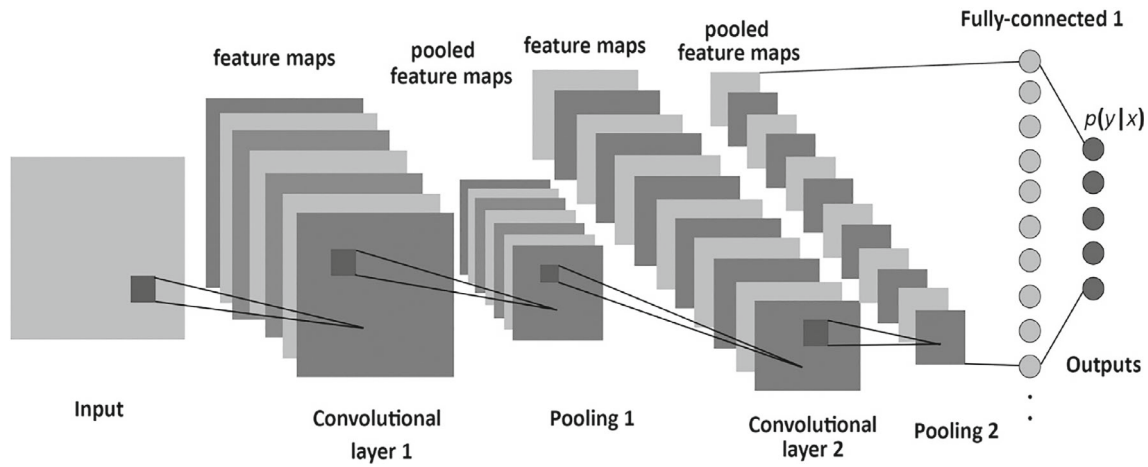 Fully-connected 1
feature maps
pooled
feature maps
feature maps
pooled
feature maps
p(y|x)
Input
Convolutional
layer 1
Pooling 1
Convolutional
layer 2
Pooling 2
Outputs